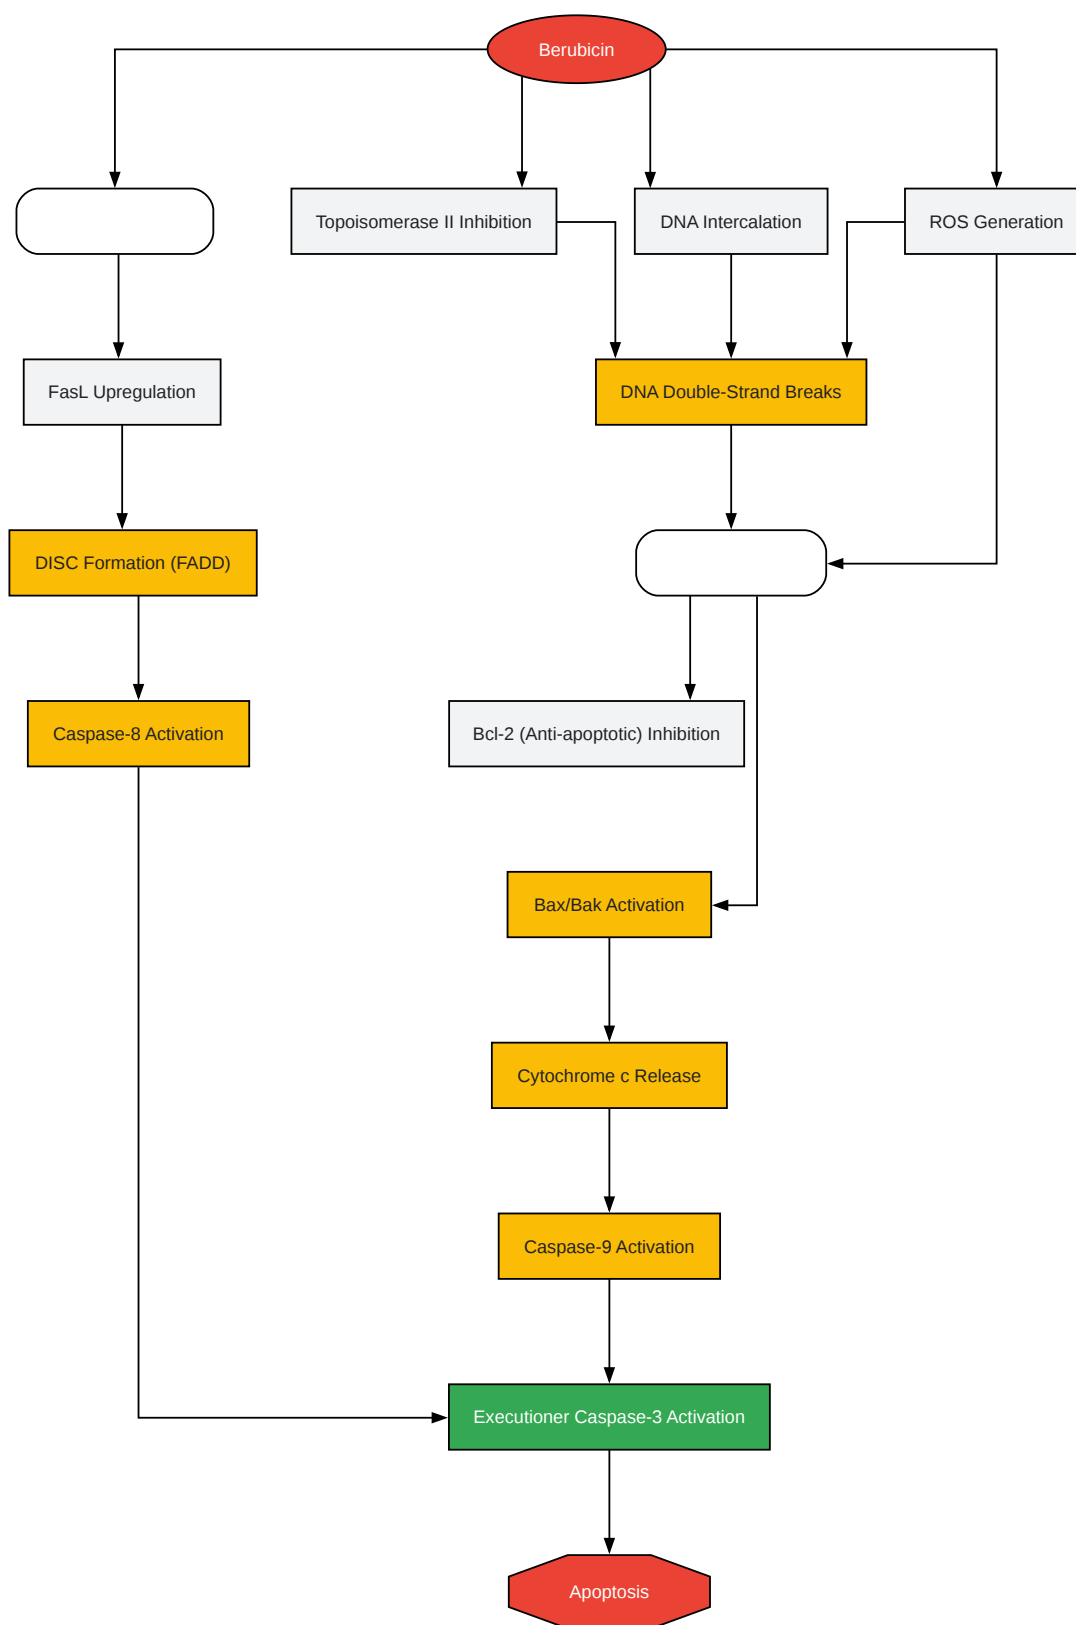 Berubicin
Topoisomerase II Inhibition
DNA Intercalation
ROS Generation
FasL Upregulation
DNA Double-Strand Breaks
DISC Formation (FADD)
Caspase-8 Activation
Bcl-2 (Anti-apoptotic) Inhibition
Bax/Bak Activation
Cytochrome c Release
Caspase-9 Activation
Executioner Caspase-3 Activation
Apoptosis